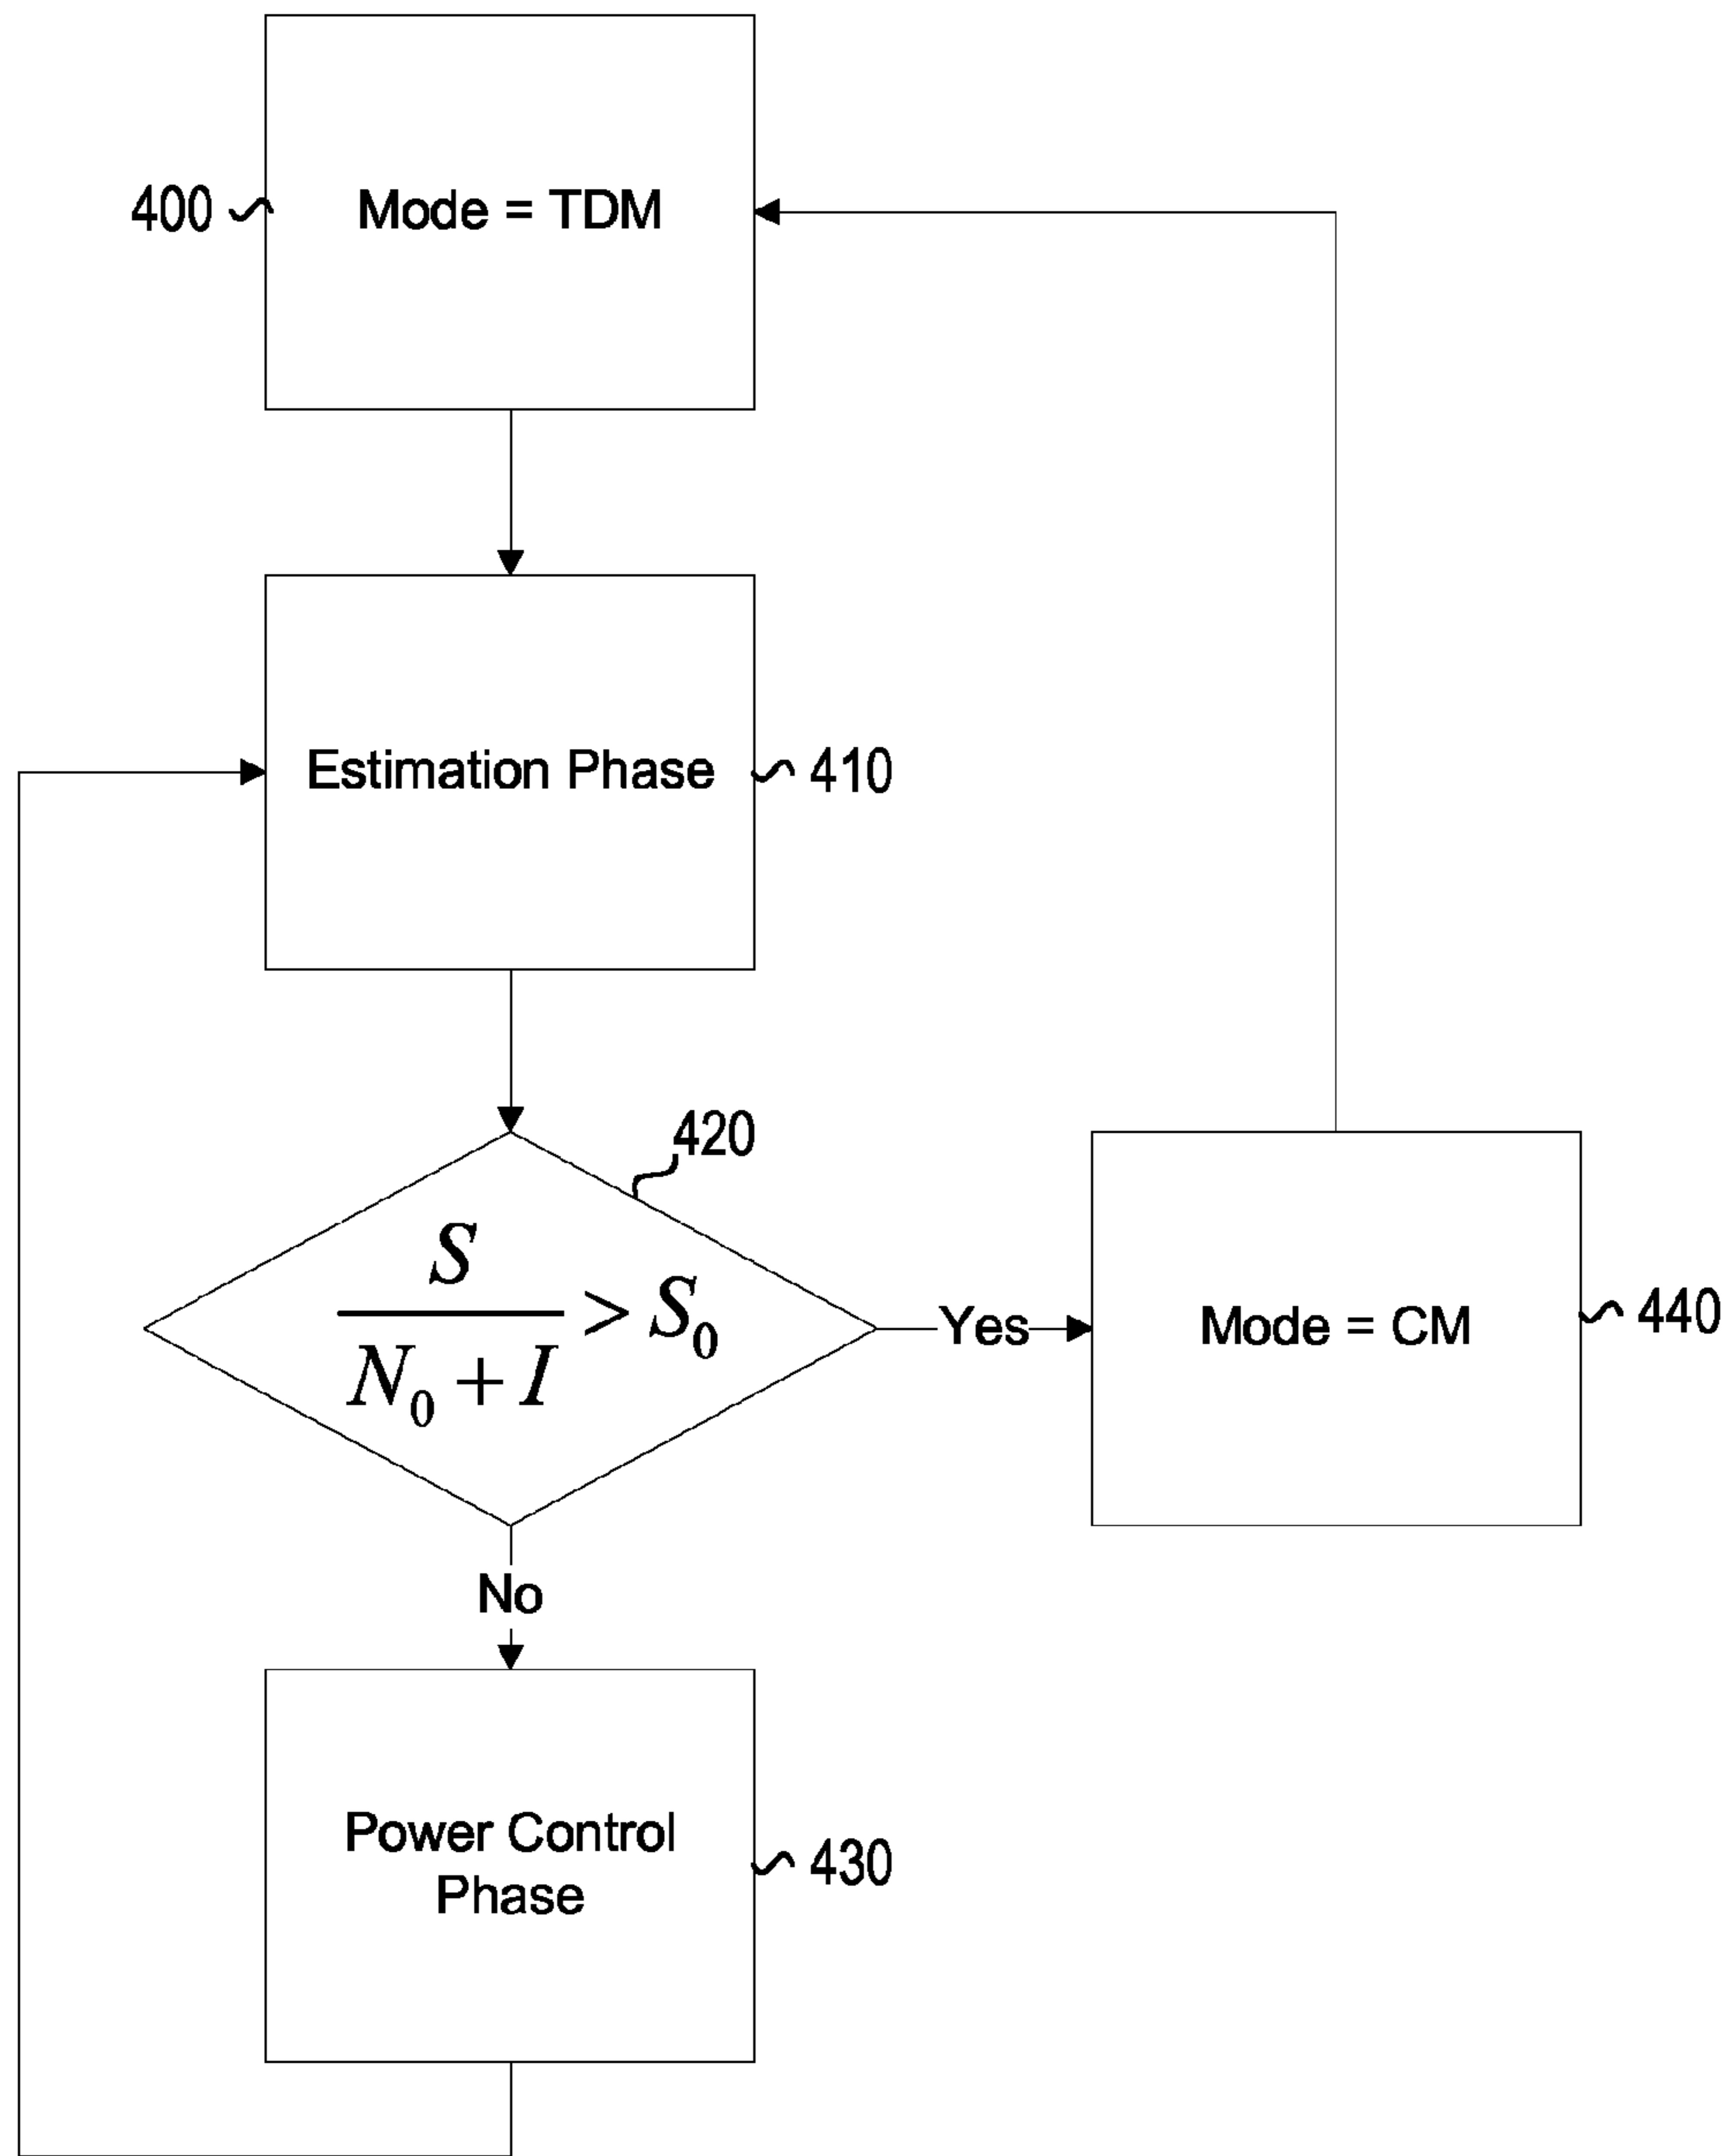 400
Mode = TDM
Estimation Phase
410
420
S
N₀ + I
> S₀
Yes
Mode = CM
440
No
Power Control
Phase
430